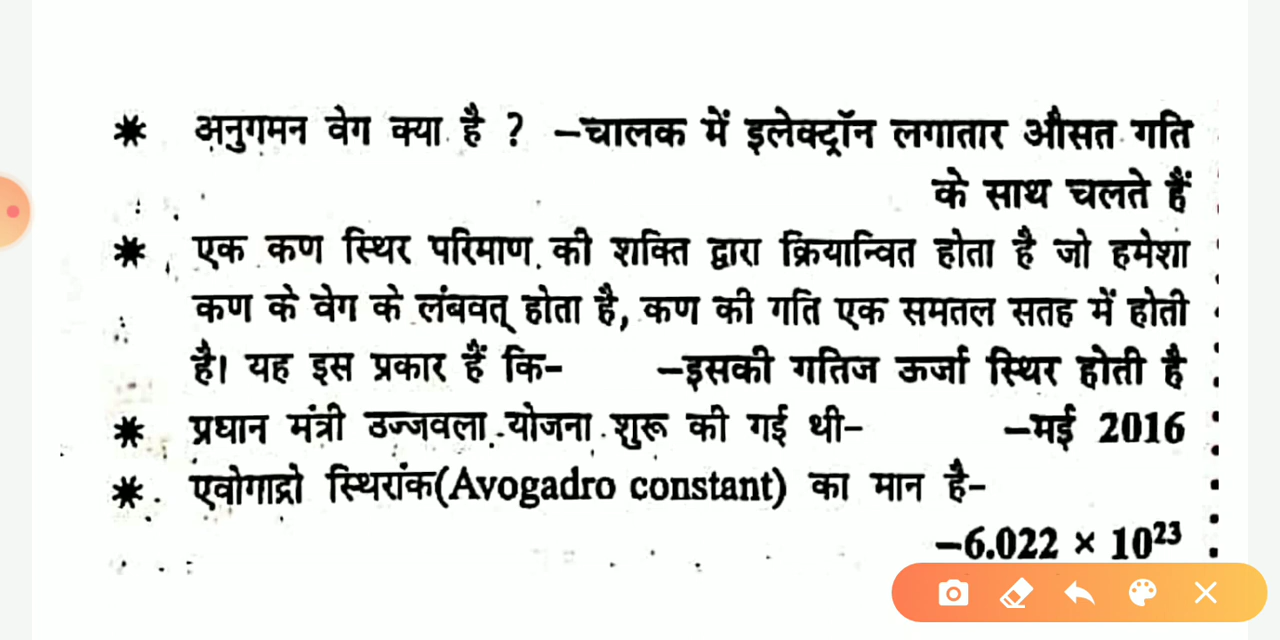 * अनुगमन वेग क्या है ? –चालक में इलेक्ट्रॉन लगातार औसत गति
के साथ चलते हैं
* एक कण स्थिर परिमाण की शक्ति द्वारा क्रियान्वित होता है जो हमेशा
कण के वेग के लंबवत् होता है, कण की गति एक समतल सतह में होती
है। यह इस प्रकार हैं कि– –इसकी गतिज ऊर्जा स्थिर होती है
* प्रधान मंत्री उज्जवला योजना शुरू की गई थी– –मई 2016
* एवोगाद्रो स्थिरांक(Avogadro constant) का मान है–
–6.022 × 10²³